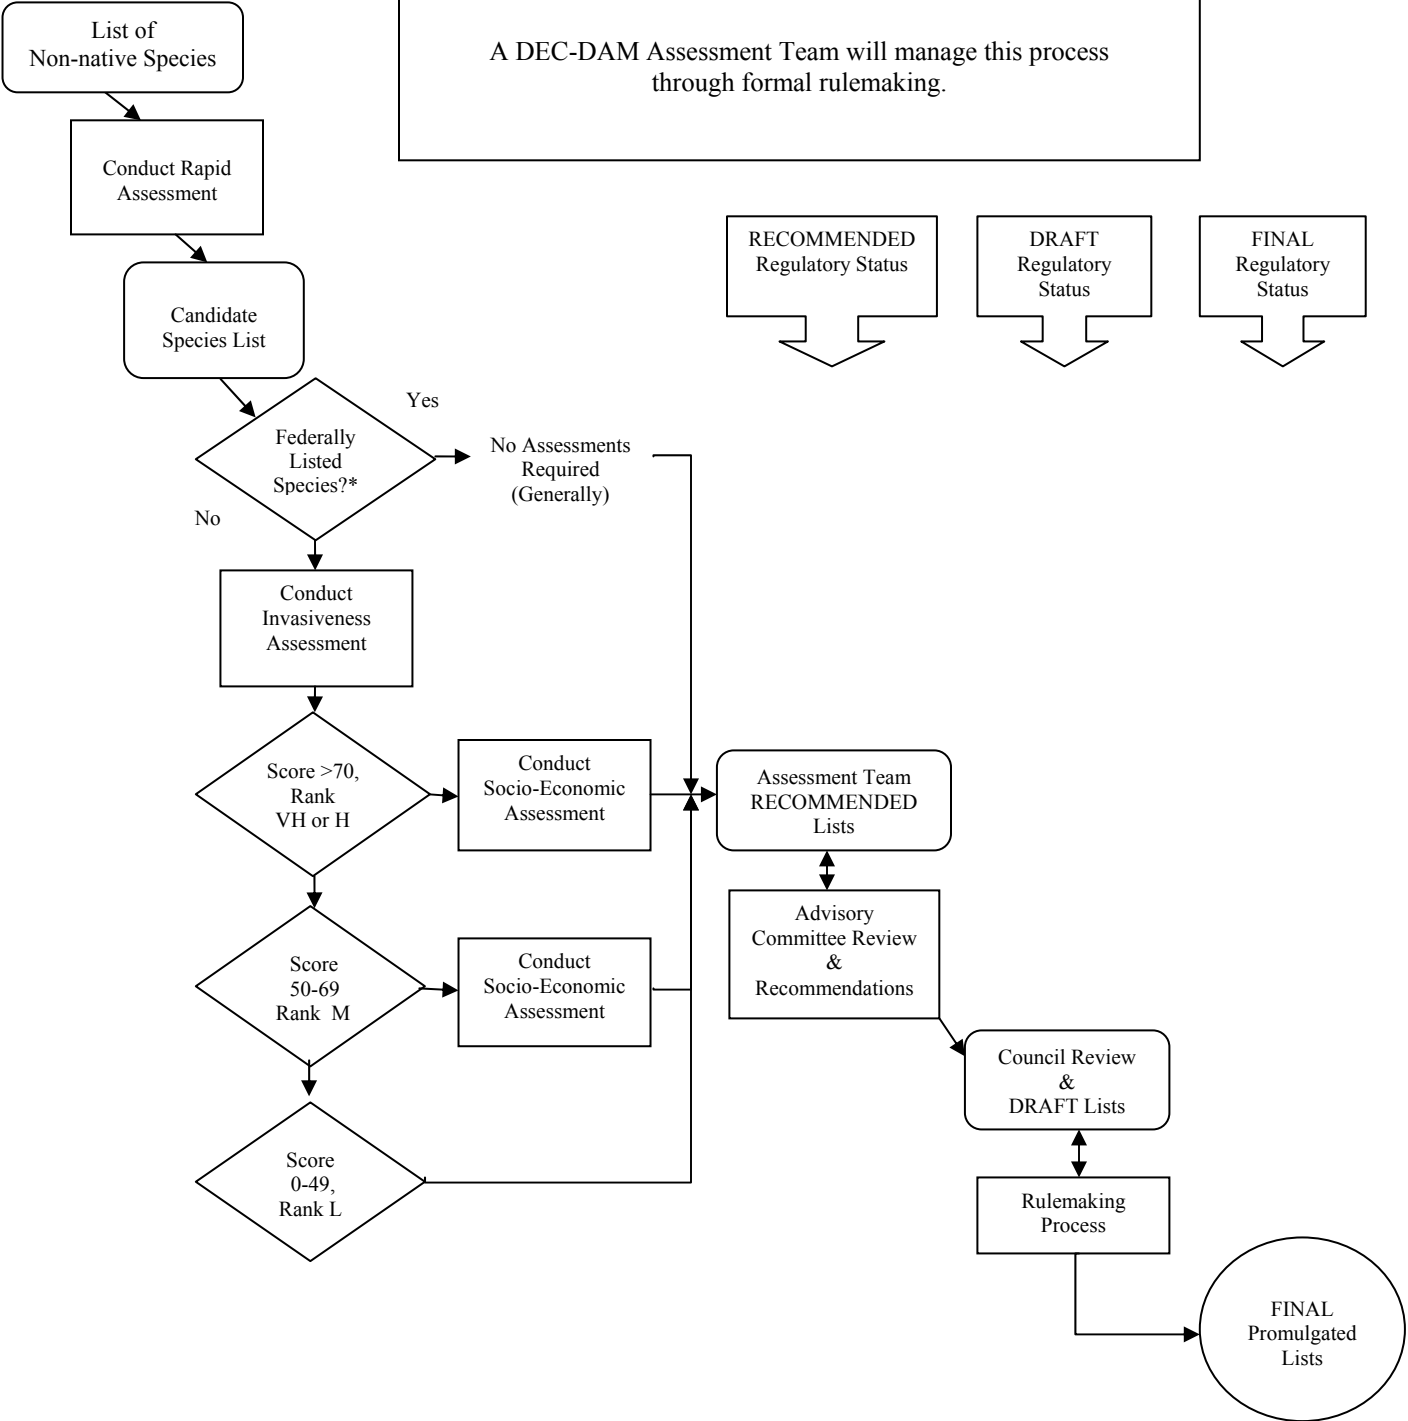 List of
Non-native Species
A DEC-DAM Assessment Team will manage this process
through formal rulemaking.
Conduct Rapid
Assessment
RECOMMENDED
Regulatory Status
DRAFT
Regulatory
Status
FINAL
Regulatory
Status
Candidate
Species List
Federally
Listed
Species?*
Yes
No
No Assessments
Required
(Generally)
Conduct
Invasiveness
Assessment
Score >70,
Rank
VH or H
Conduct
Socio-Economic
Assessment
Assessment Team
RECOMMENDED
Lists
Advisory
Committee Review
&
Recommendations
Score
50-69
Rank M
Conduct
Socio-Economic
Assessment
Council Review
&
DRAFT Lists
Score
0-49,
Rank L
Rulemaking
Process
FINAL
Promulgated
Lists